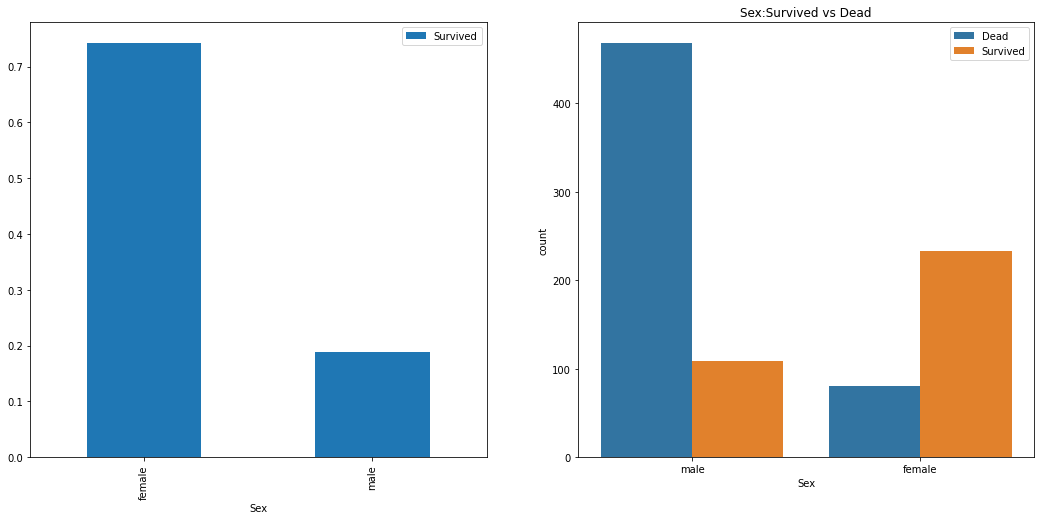 Survived
0.7
0.6
0.5
0.4
0.3
0.2
0.1
0.0
female
male
Sex
Sex:Survived vs Dead
Dead
Survived
400
300
200
100
0
count
male
female
Sex